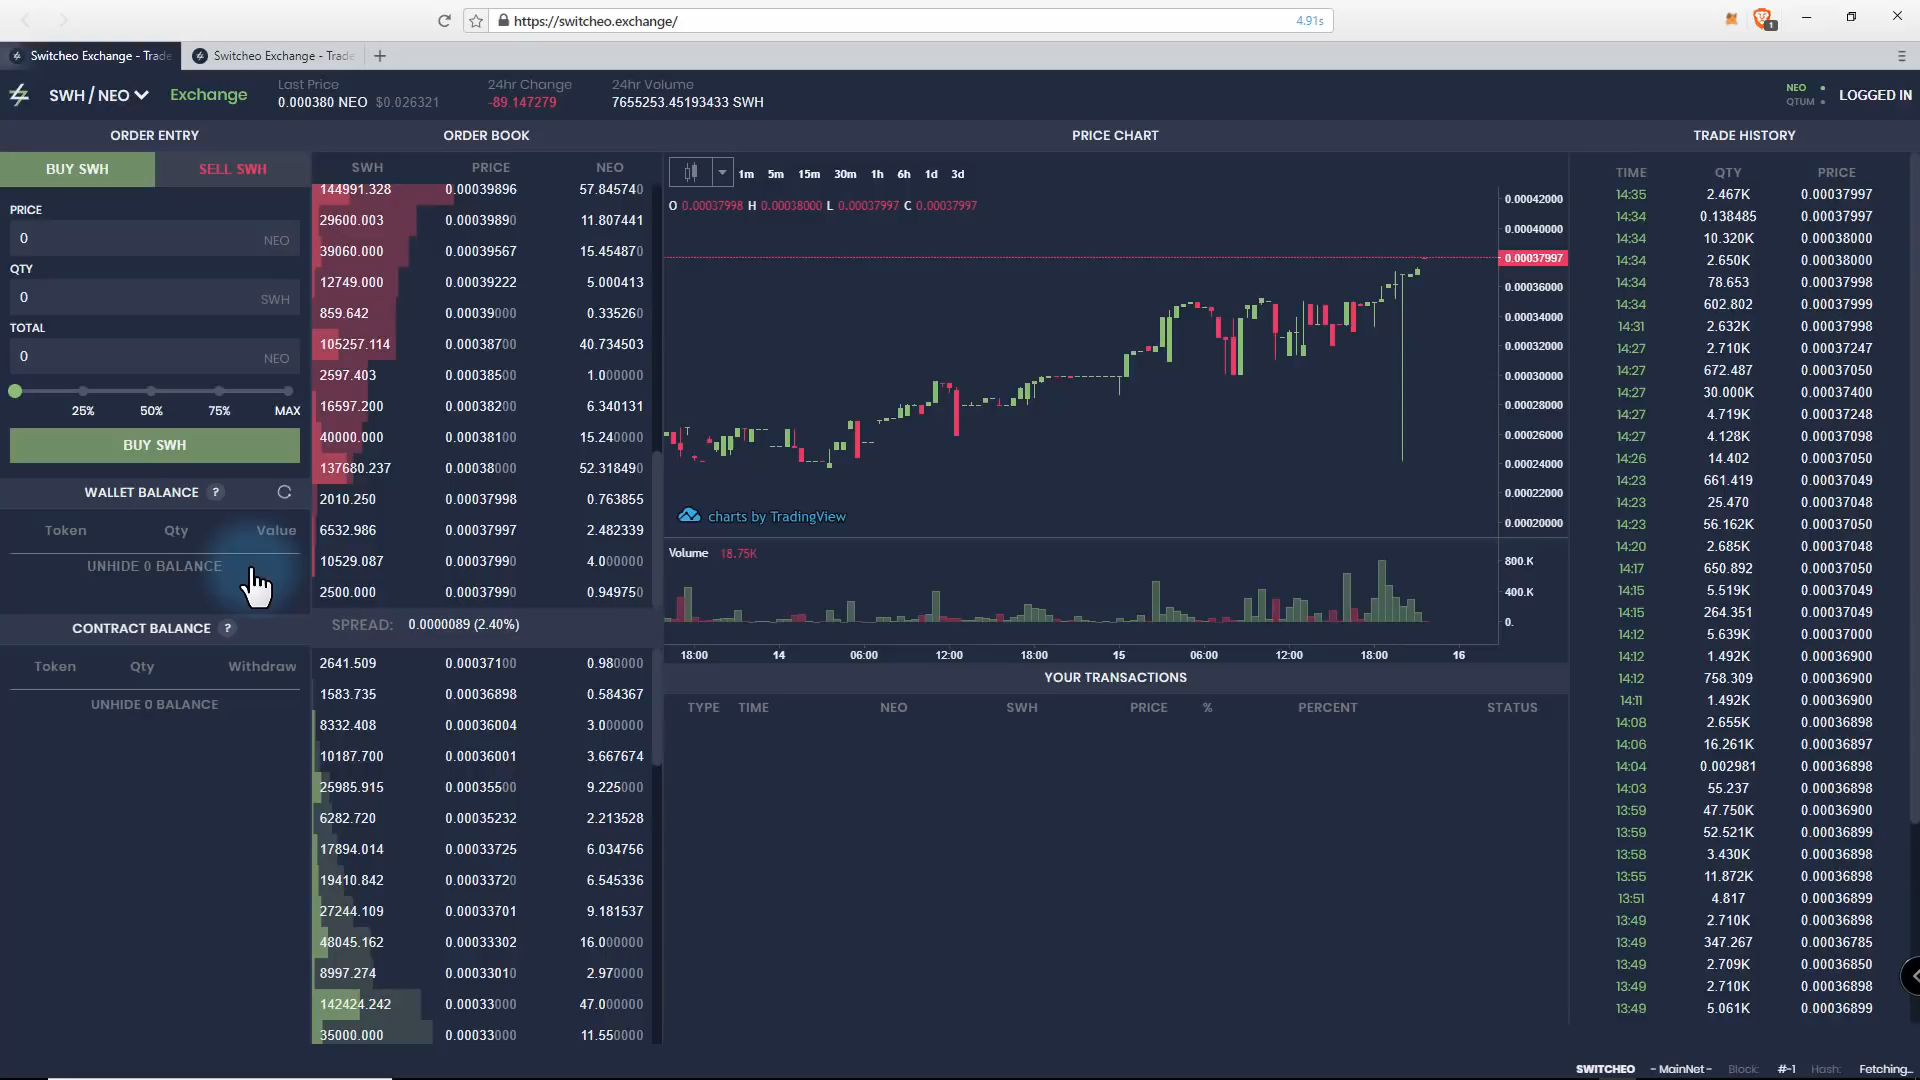 https://switcheo.exchange/
4.91s
1
Switcheo Exchange - Trade
Switcheo Exchange - Trade
SWH / NEO
Exchange
Last Price
0.000380 NEO $0.026321
24hr Change
-89.147279
24hr Volume
7655253.45193433 SWH
NEO
QTUM
LOGGED IN
ORDER ENTRY
BUY SWH
SELL SWH
PRICE
0 NEO
QTY
0 SWH
TOTAL
0 NEO
25% 50% 75% MAX
BUY SWH
WALLET BALANCE ?
Token Qty Value
UNHIDE 0 BALANCE
CONTRACT BALANCE ?
Token Qty Withdraw
UNHIDE 0 BALANCE
ORDER BOOK
SWH PRICE NEO
144991.328 0.00039896 57.845740
29600.003 0.00039890 11.807441
39060.000 0.00039567 15.454870
12749.000 0.00039222 5.000413
859.642 0.00039000 0.335260
105257.114 0.00038700 40.734503
2597.403 0.00038500 1.000000
16597.200 0.00038200 6.340131
40000.000 0.00038100 15.240000
137680.237 0.00038000 52.318490
2010.250 0.00037998 0.763855
6532.986 0.00037997 2.482339
10529.087 0.00037990 4.000000
2500.000 0.00037990 0.949750
SPREAD: 0.0000089 (2.40%)
2641.509 0.00037100 0.980000
1583.735 0.00036898 0.584367
8332.408 0.00036004 3.000000
10187.700 0.00036001 3.667674
25985.915 0.00035500 9.225000
6282.720 0.00035232 2.213528
17894.014 0.00033725 6.034756
19410.842 0.00033720 6.545336
27244.109 0.00033701 9.181537
48045.162 0.00033302 16.000000
8997.274 0.00033010 2.970000
142424.242 0.00033000 47.000000
35000.000 0.00033000 11.550000
PRICE CHART
1m 5m 15m 30m 1h 6h 1d 3d
O 0.00037998 H 0.00038000 L 0.00037997 C 0.00037997
0.00042000
0.00040000
0.00037997
0.00036000
0.00034000
0.00032000
0.00030000
0.00028000
0.00026000
0.00024000
0.00022000
0.00020000
charts by TradingView
Volume 18.75K
800.K
400.K
0.
18:00 14 06:00 12:00 18:00 15 06:00 12:00 18:00 16
YOUR TRANSACTIONS
TYPE TIME NEO SWH PRICE % PERCENT STATUS
TRADE HISTORY
TIME QTY PRICE
14:35 2.467K 0.00037997
14:34 0.138485 0.00037997
14:34 10.320K 0.00038000
14:34 2.650K 0.00038000
14:34 78.653 0.00037998
14:34 602.802 0.00037999
14:31 2.632K 0.00037998
14:27 2.710K 0.00037247
14:27 672.487 0.00037050
14:27 30.000K 0.00037400
14:27 4.719K 0.00037248
14:27 4.128K 0.00037098
14:26 14.402 0.00037050
14:23 661.419 0.00037049
14:23 25.470 0.00037048
14:23 56.162K 0.00037050
14:20 2.685K 0.00037048
14:17 650.892 0.00037050
14:15 5.519K 0.00037049
14:15 264.351 0.00037049
14:12 5.639K 0.00037000
14:12 1.492K 0.00036900
14:12 758.309 0.00036900
14:11 1.492K 0.00036900
14:08 2.655K 0.00036898
14:06 16.261K 0.00036897
14:04 0.002981 0.00036898
14:03 55.237 0.00036898
13:59 47.750K 0.00036900
13:59 52.521K 0.00036899
13:58 3.430K 0.00036898
13:55 11.872K 0.00036898
13:51 4.817 0.00036898
13:49 2.710K 0.00036898
13:49 347.267 0.00036785
13:49 2.709K 0.00036850
13:49 2.710K 0.00036898
13:49 5.061K 0.00036899
SWITCHEO - MainNet - Block: #-1 Hash: Fetching...